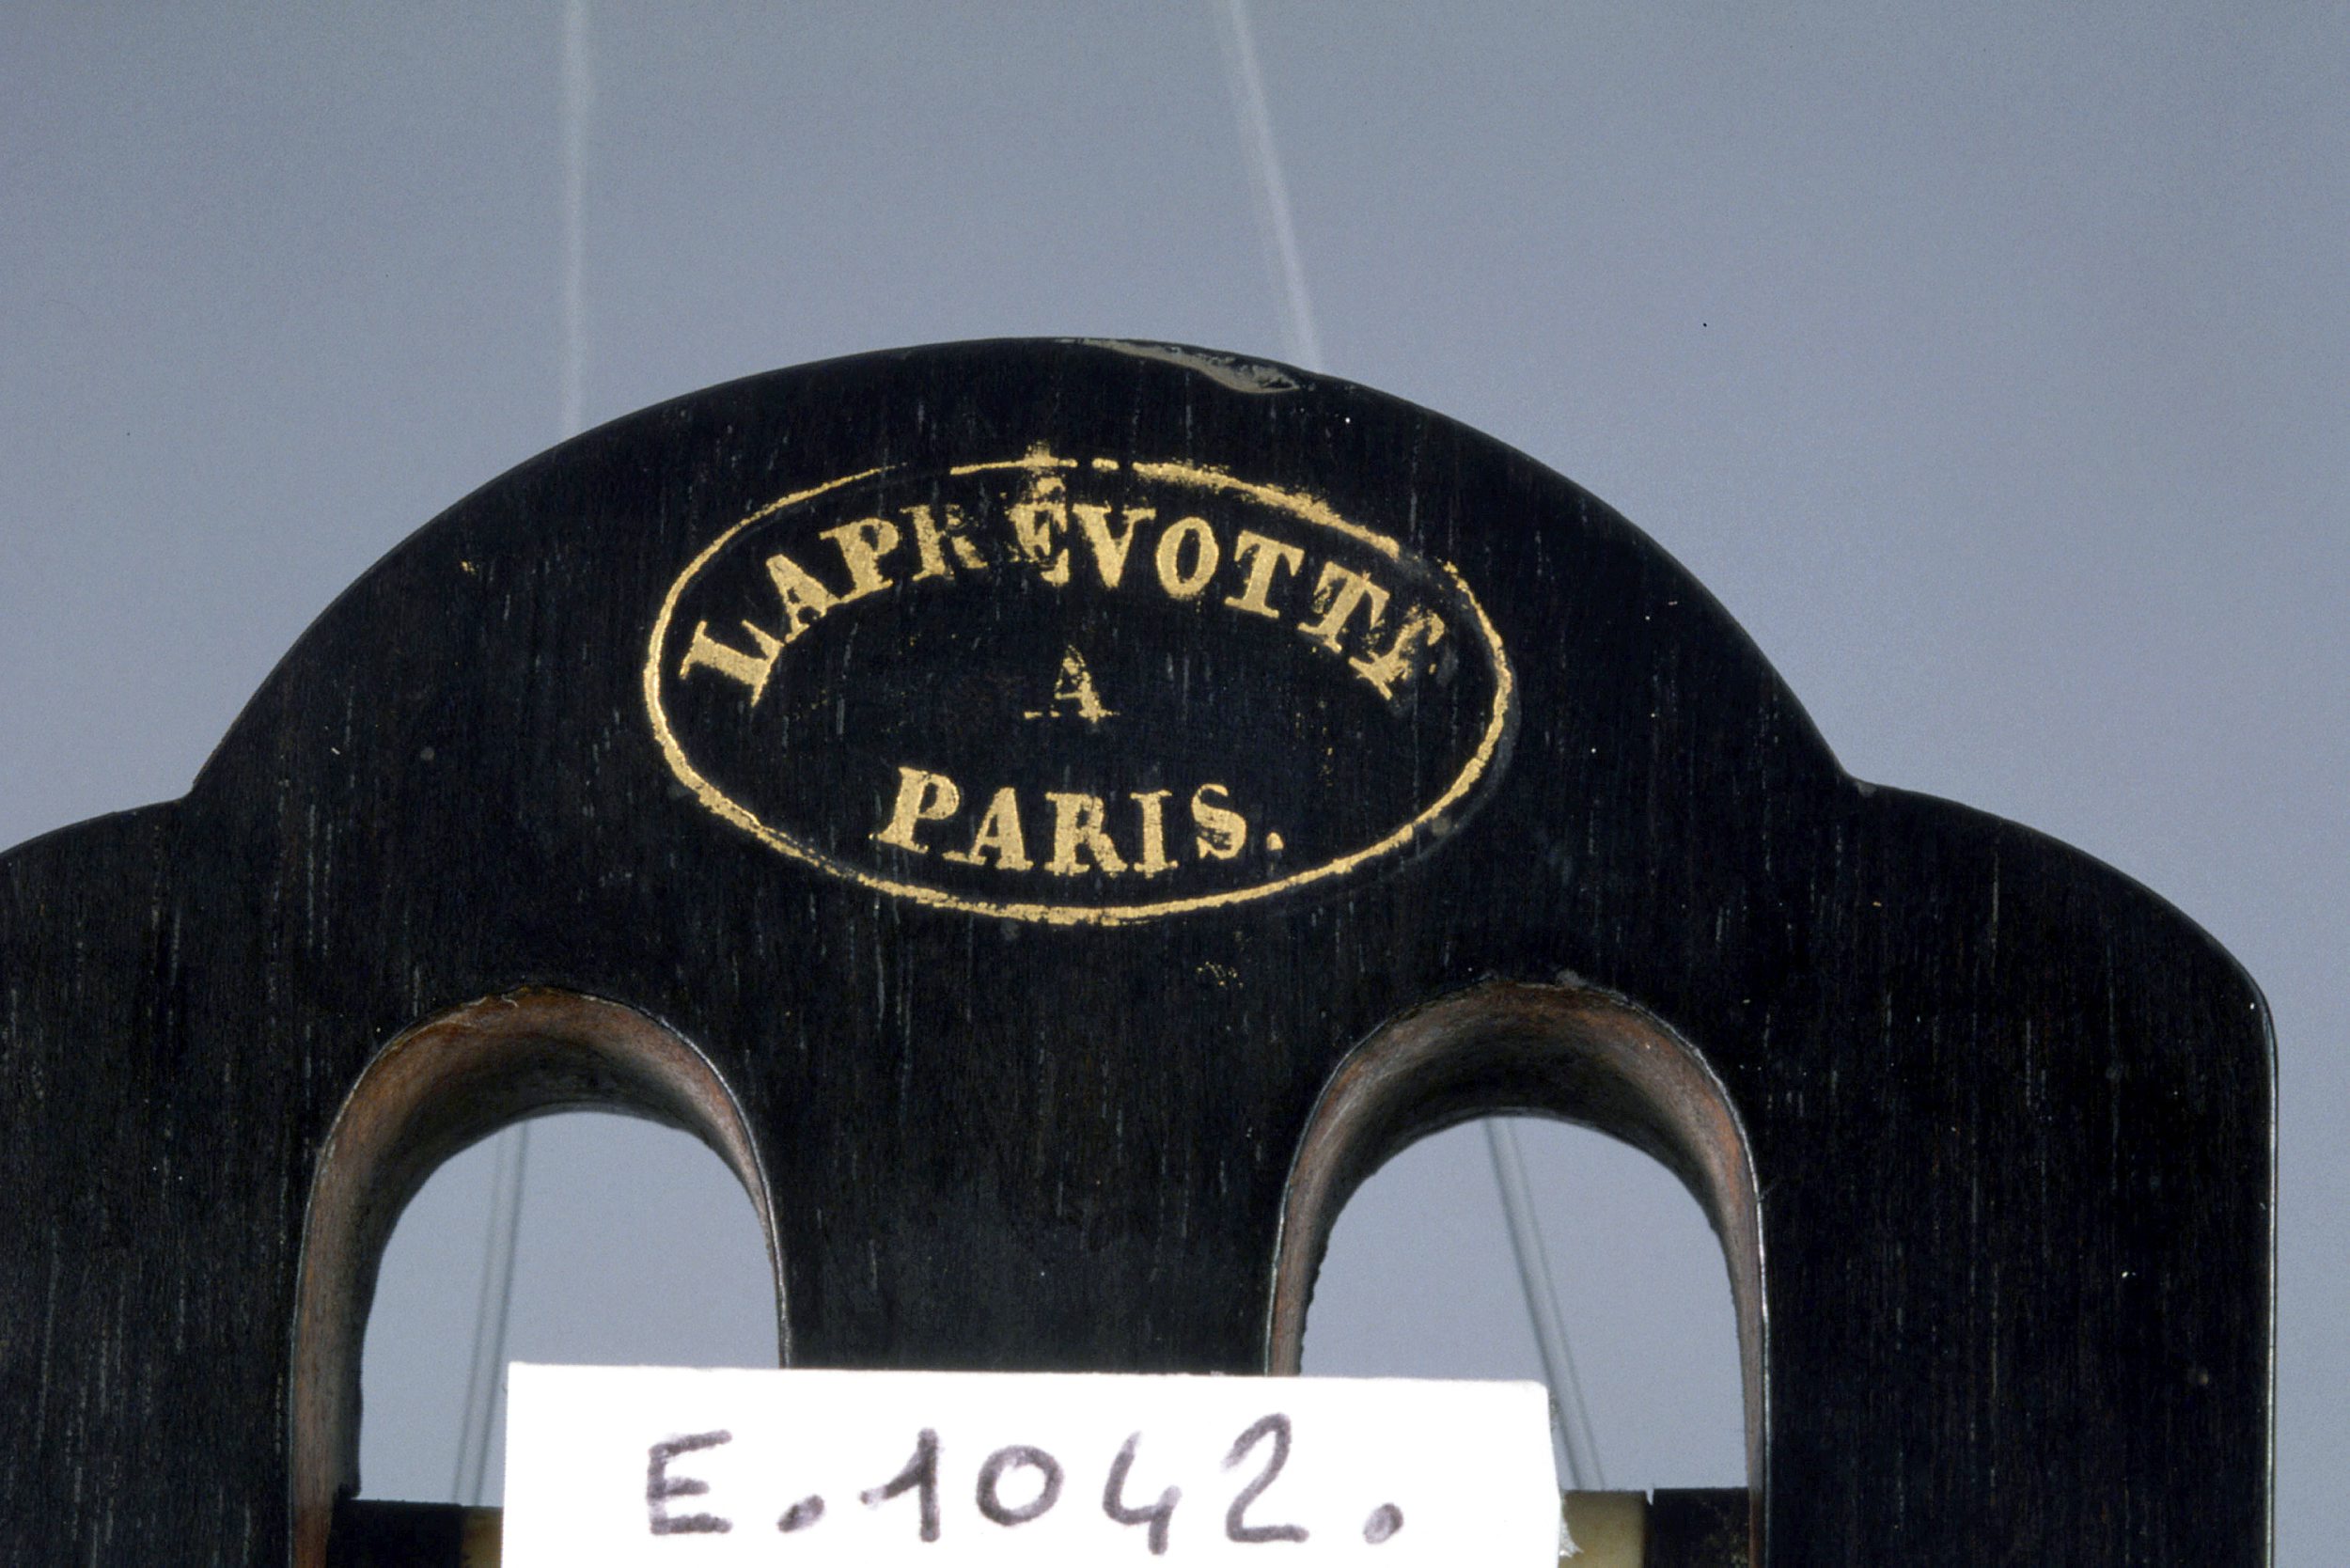 LAPRÉVOTTE
A
PARIS.
E.1042.